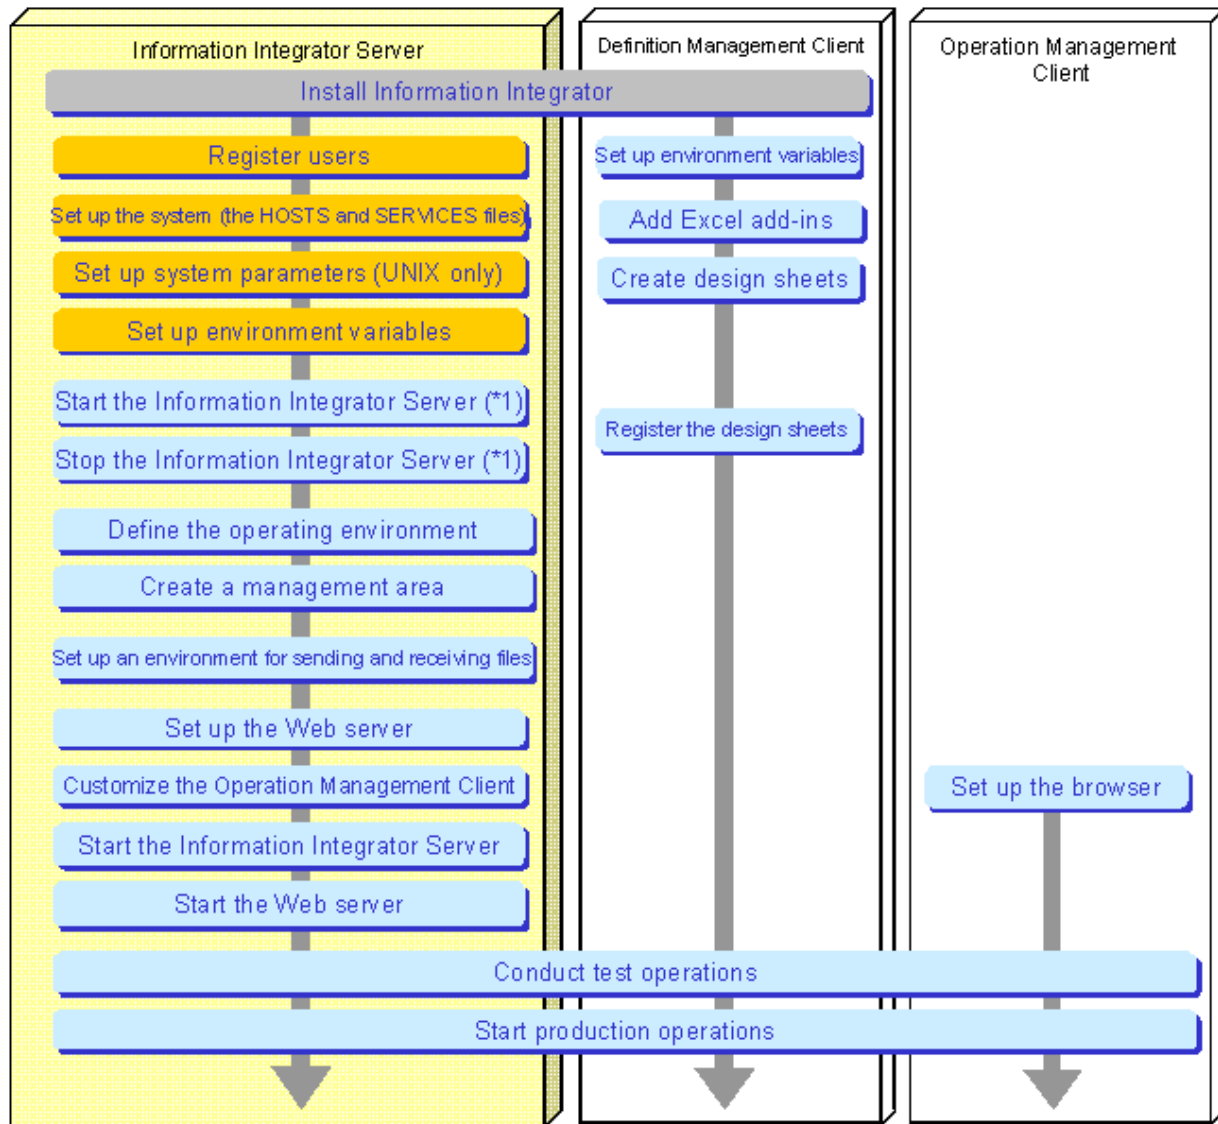 Information Integrator Server
Install Information Integrator
Register users
Set up the system (the HOSTS and SERVICES files)
Set up system parameters (UNIX only)
Set up environment variables
Start the Information Integrator Server (*1)
Stop the Information Integrator Server (*1)
Define the operating environment
Create a management area
Set up an environment for sending and receiving files
Set up the Web server
Customize the Operation Management Client
Start the Information Integrator Server
Start the Web server
Definition Management Client
Set up environment variables
Add Excel add-ins
Create design sheets
Register the design sheets
Operation Management
Client
Set up the browser
Conduct test operations
Start production operations